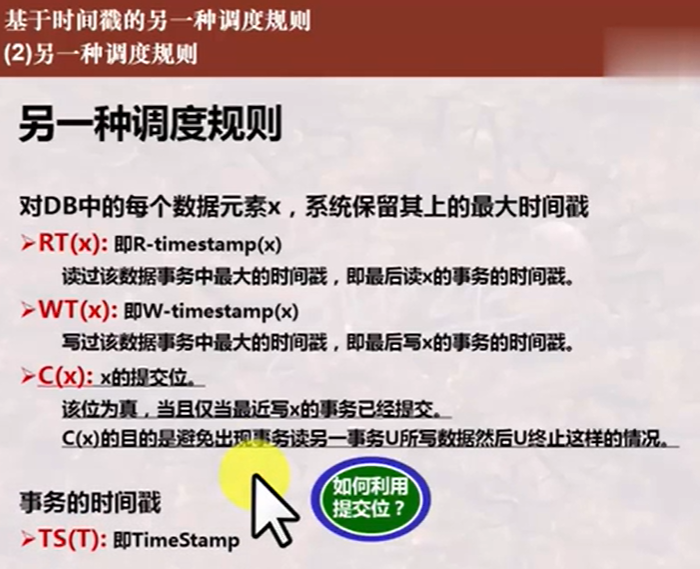 基于时间戳的另一种调度规则
(2)另一种调度规则
另一种调度规则
对DB中的每个数据元素x，系统保留其上的最大时间戳
➢RT(x): 即R-timestamp(x)
读过该数据事务中最大的时间戳，即最后读x的事务的时间戳。
➢WT(x): 即W-timestamp(x)
写过该数据事务中最大的时间戳，即最后写x的事务的时间戳。
➢C(x): x的提交位。
该位为真，当且仅当最近写x的事务已经提交。
C(x)的目的是避免出现事务读另一事务U所写数据然后U终止这样的情况。
如何利用
提交位？
事务的时间戳
➢TS(T): 即TimeStamp